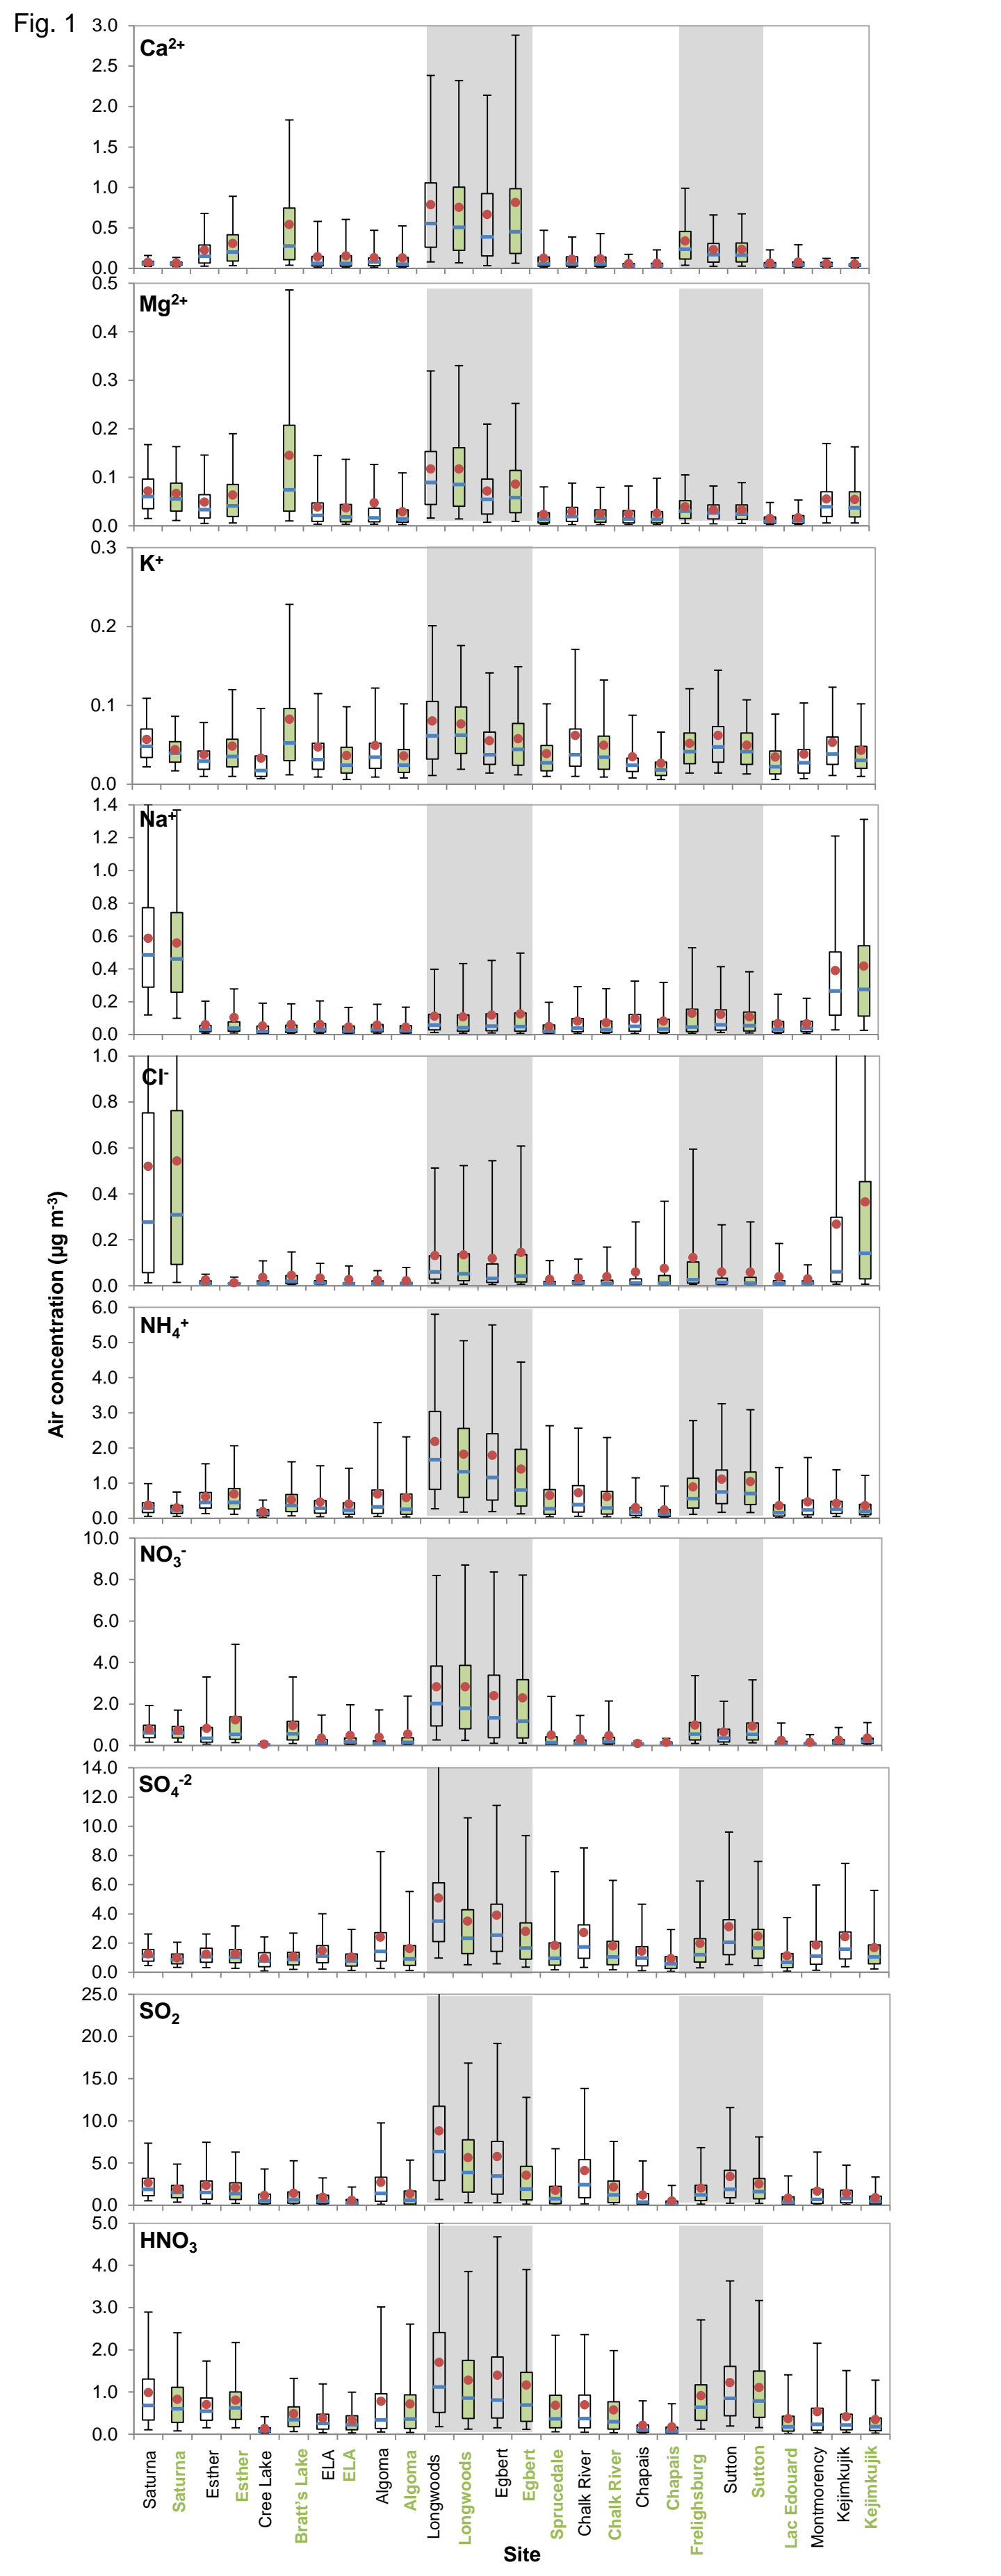 Fig. 1
Ca2+
3.0
2.5
2.0
1.5
1.0
0.5
0.0
Mg2+
0.5
0.4
0.3
0.2
0.1
0.0
K+
0.3
0.2
0.1
0.0
Na+
1.4
1.2
1.0
0.8
0.6
0.4
0.2
0.0
Cl-
1.0
0.8
0.6
0.4
0.2
0.0
Air concentration (µg m-3)
NH4+
6.0
5.0
4.0
3.0
2.0
1.0
0.0
NO3-
10.0
8.0
6.0
4.0
2.0
0.0
SO4-2
14.0
12.0
10.0
8.0
6.0
4.0
2.0
0.0
SO2
25.0
20.0
15.0
10.0
5.0
0.0
HNO3
5.0
4.0
3.0
2.0
1.0
0.0
Saturna
Saturna
Esther
Esther
Cree Lake
Bratt's Lake
ELA
ELA
Algoma
Algoma
Longwoods
Longwoods
Egbert
Egbert
Sprucedale
Chalk River
Chalk River
Chapais
Chapais
Frelighsburg
Sutton
Sutton
Lac Edouard
Montmorency
Kejimkujik
Kejimkujik
Site